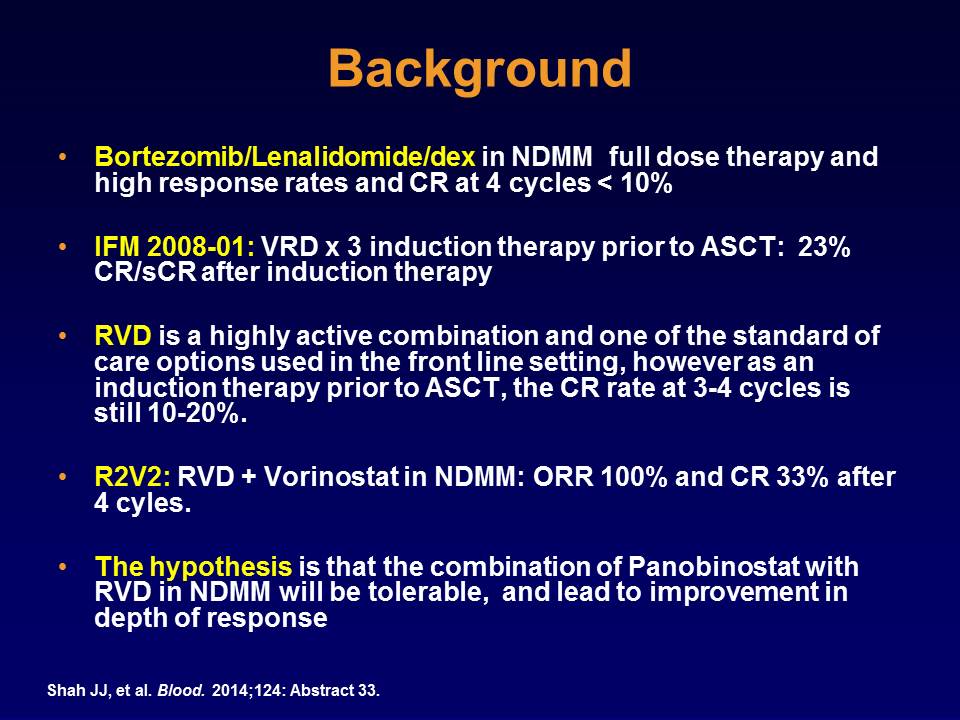 Background
• Bortezomib/Lenalidomide/dex in NDMM  full dose therapy and
high response rates and CR at 4 cycles < 10%
• IFM 2008-01: VRD x 3 induction therapy prior to ASCT:  23%
CR/sCR after induction therapy
• RVD is a highly active combination and one of the standard of
care options used in the front line setting, however as an
induction therapy prior to ASCT, the CR rate at 3-4 cycles is
still 10-20%.
• R2V2: RVD + Vorinostat in NDMM: ORR 100% and CR 33% after
4 cyles.
• The hypothesis is that the combination of Panobinostat with
RVD in NDMM will be tolerable,  and lead to improvement in
depth of response
Shah JJ, et al. Blood. 2014;124: Abstract 33.